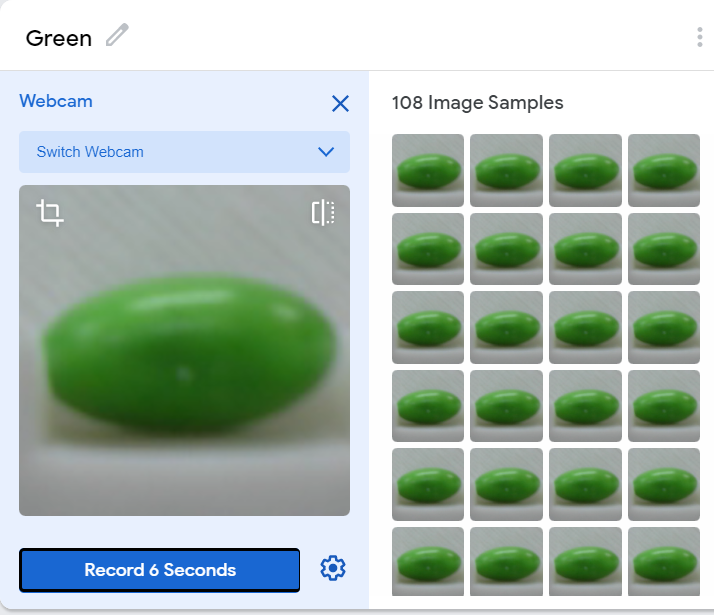 Green
Webcam
Switch Webcam
Record 6 Seconds
108 Image Samples